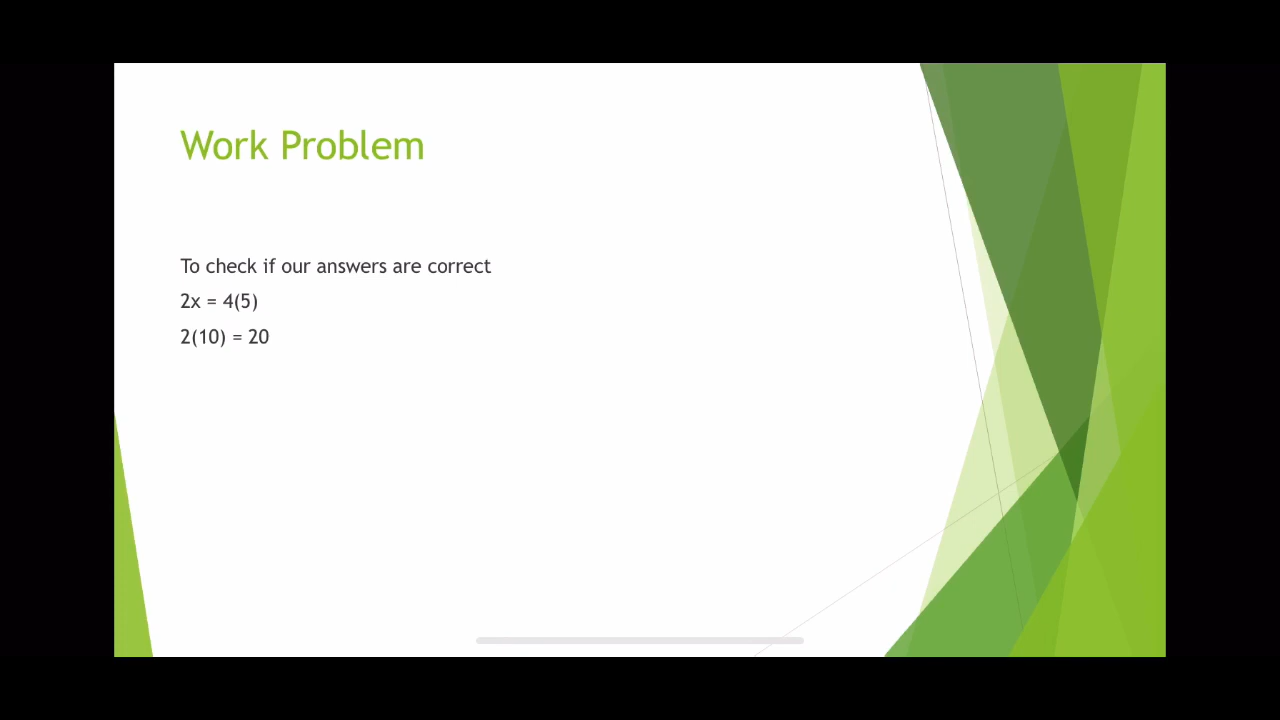 Work Problem
To check if our answers are correct
2x = 4(5)
2(10) = 20